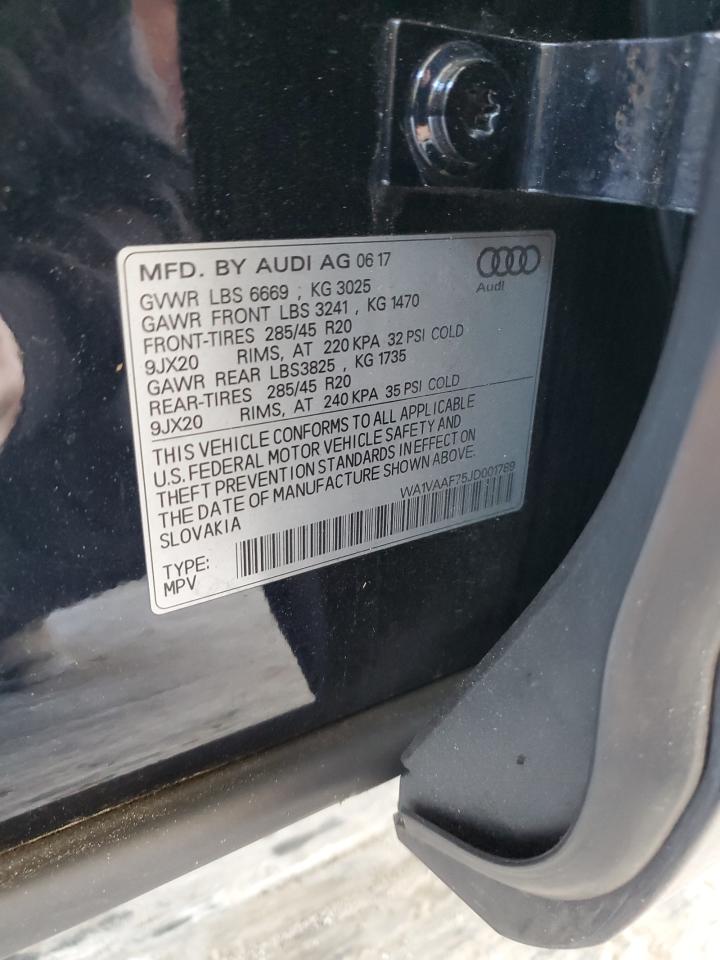 MFD. BY AUDI AG 06 17
Audi
GVWR LBS 6669 , KG 3025
GAWR FRONT LBS 3241 , KG 1470
FRONT-TIRES 285/45 R20
9JX20 RIMS, AT 220 KPA 32 PSI COLD
GAWR REAR LBS3825 , KG 1735
REAR-TIRES 285/45 R20
9JX20 RIMS, AT 240 KPA 35 PSI COLD
THIS VEHICLE CONFORMS TO ALL APPLICABLE
U.S. FEDERAL MOTOR VEHICLE SAFETY AND
THEFT PREVENTION STANDARDS IN EFFECT ON
THE DATE OF MANUFACTURE SHOWN ABOVE.
SLOVAKIA
WA1VAAF75JD001789
TYPE:
MPV